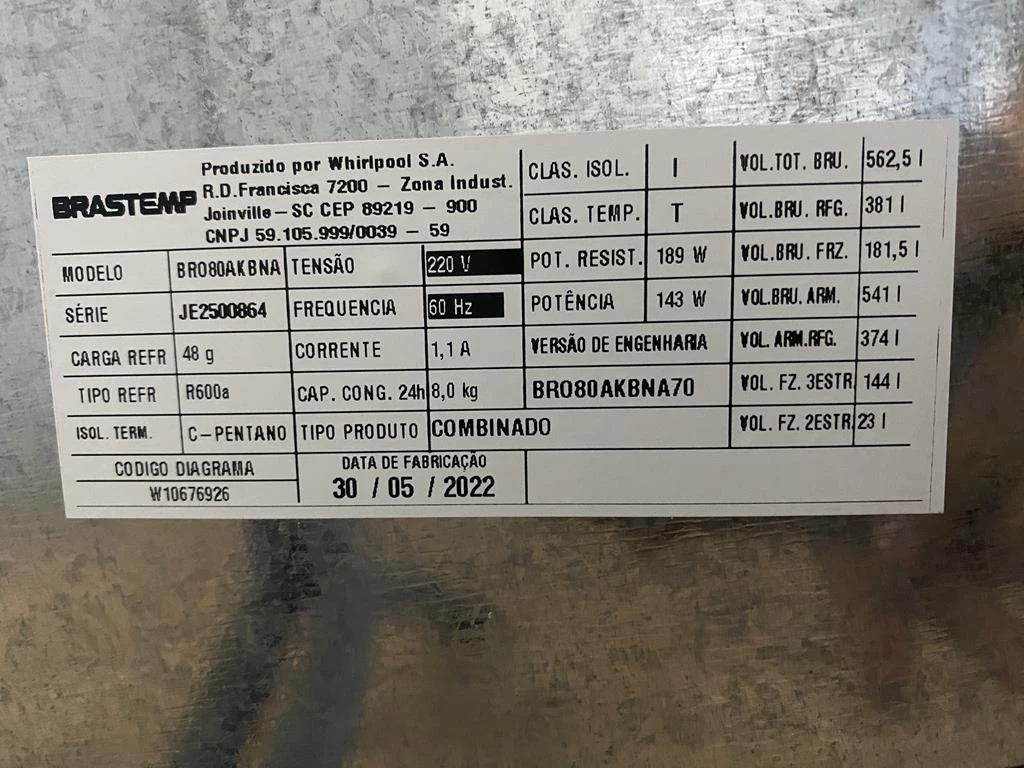 BRASTEMP
Produzido por Whirlpool S.A.
R.D.Francisca 7200 – Zona Indust.
Joinville – SC CEP 89219 – 900
CNPJ 59.105.999/0039 – 59
CLAS. ISOL. I VOL.TOT. BRU. 562,5 l
CLAS. TEMP. T VOL.BRU. RFG. 381 l
MODELO BRO80AKBNA TENSÃO 220 V POT. RESIST. 189 W VOL.BRU. FRZ. 181,5 l
SÉRIE JE2500864 FREQUENCIA 60 Hz POTÊNCIA 143 W VOL.BRU. ARM. 541 l
CARGA REFR 48 g CORRENTE 1,1 A VERSÃO DE ENGENHARIA VOL. ARM.RFG. 374 l
TIPO REFR R600a CAP. CONG. 24h 8,0 kg BRO80AKBNA70 VOL. FZ. 3ESTR 144 l
ISOL. TERM. C–PENTANO TIPO PRODUTO COMBINADO VOL. FZ. 2ESTR 23 l
CODIGO DIAGRAMA DATA DE FABRICAÇÃO
W10676926 30 / 05 / 2022